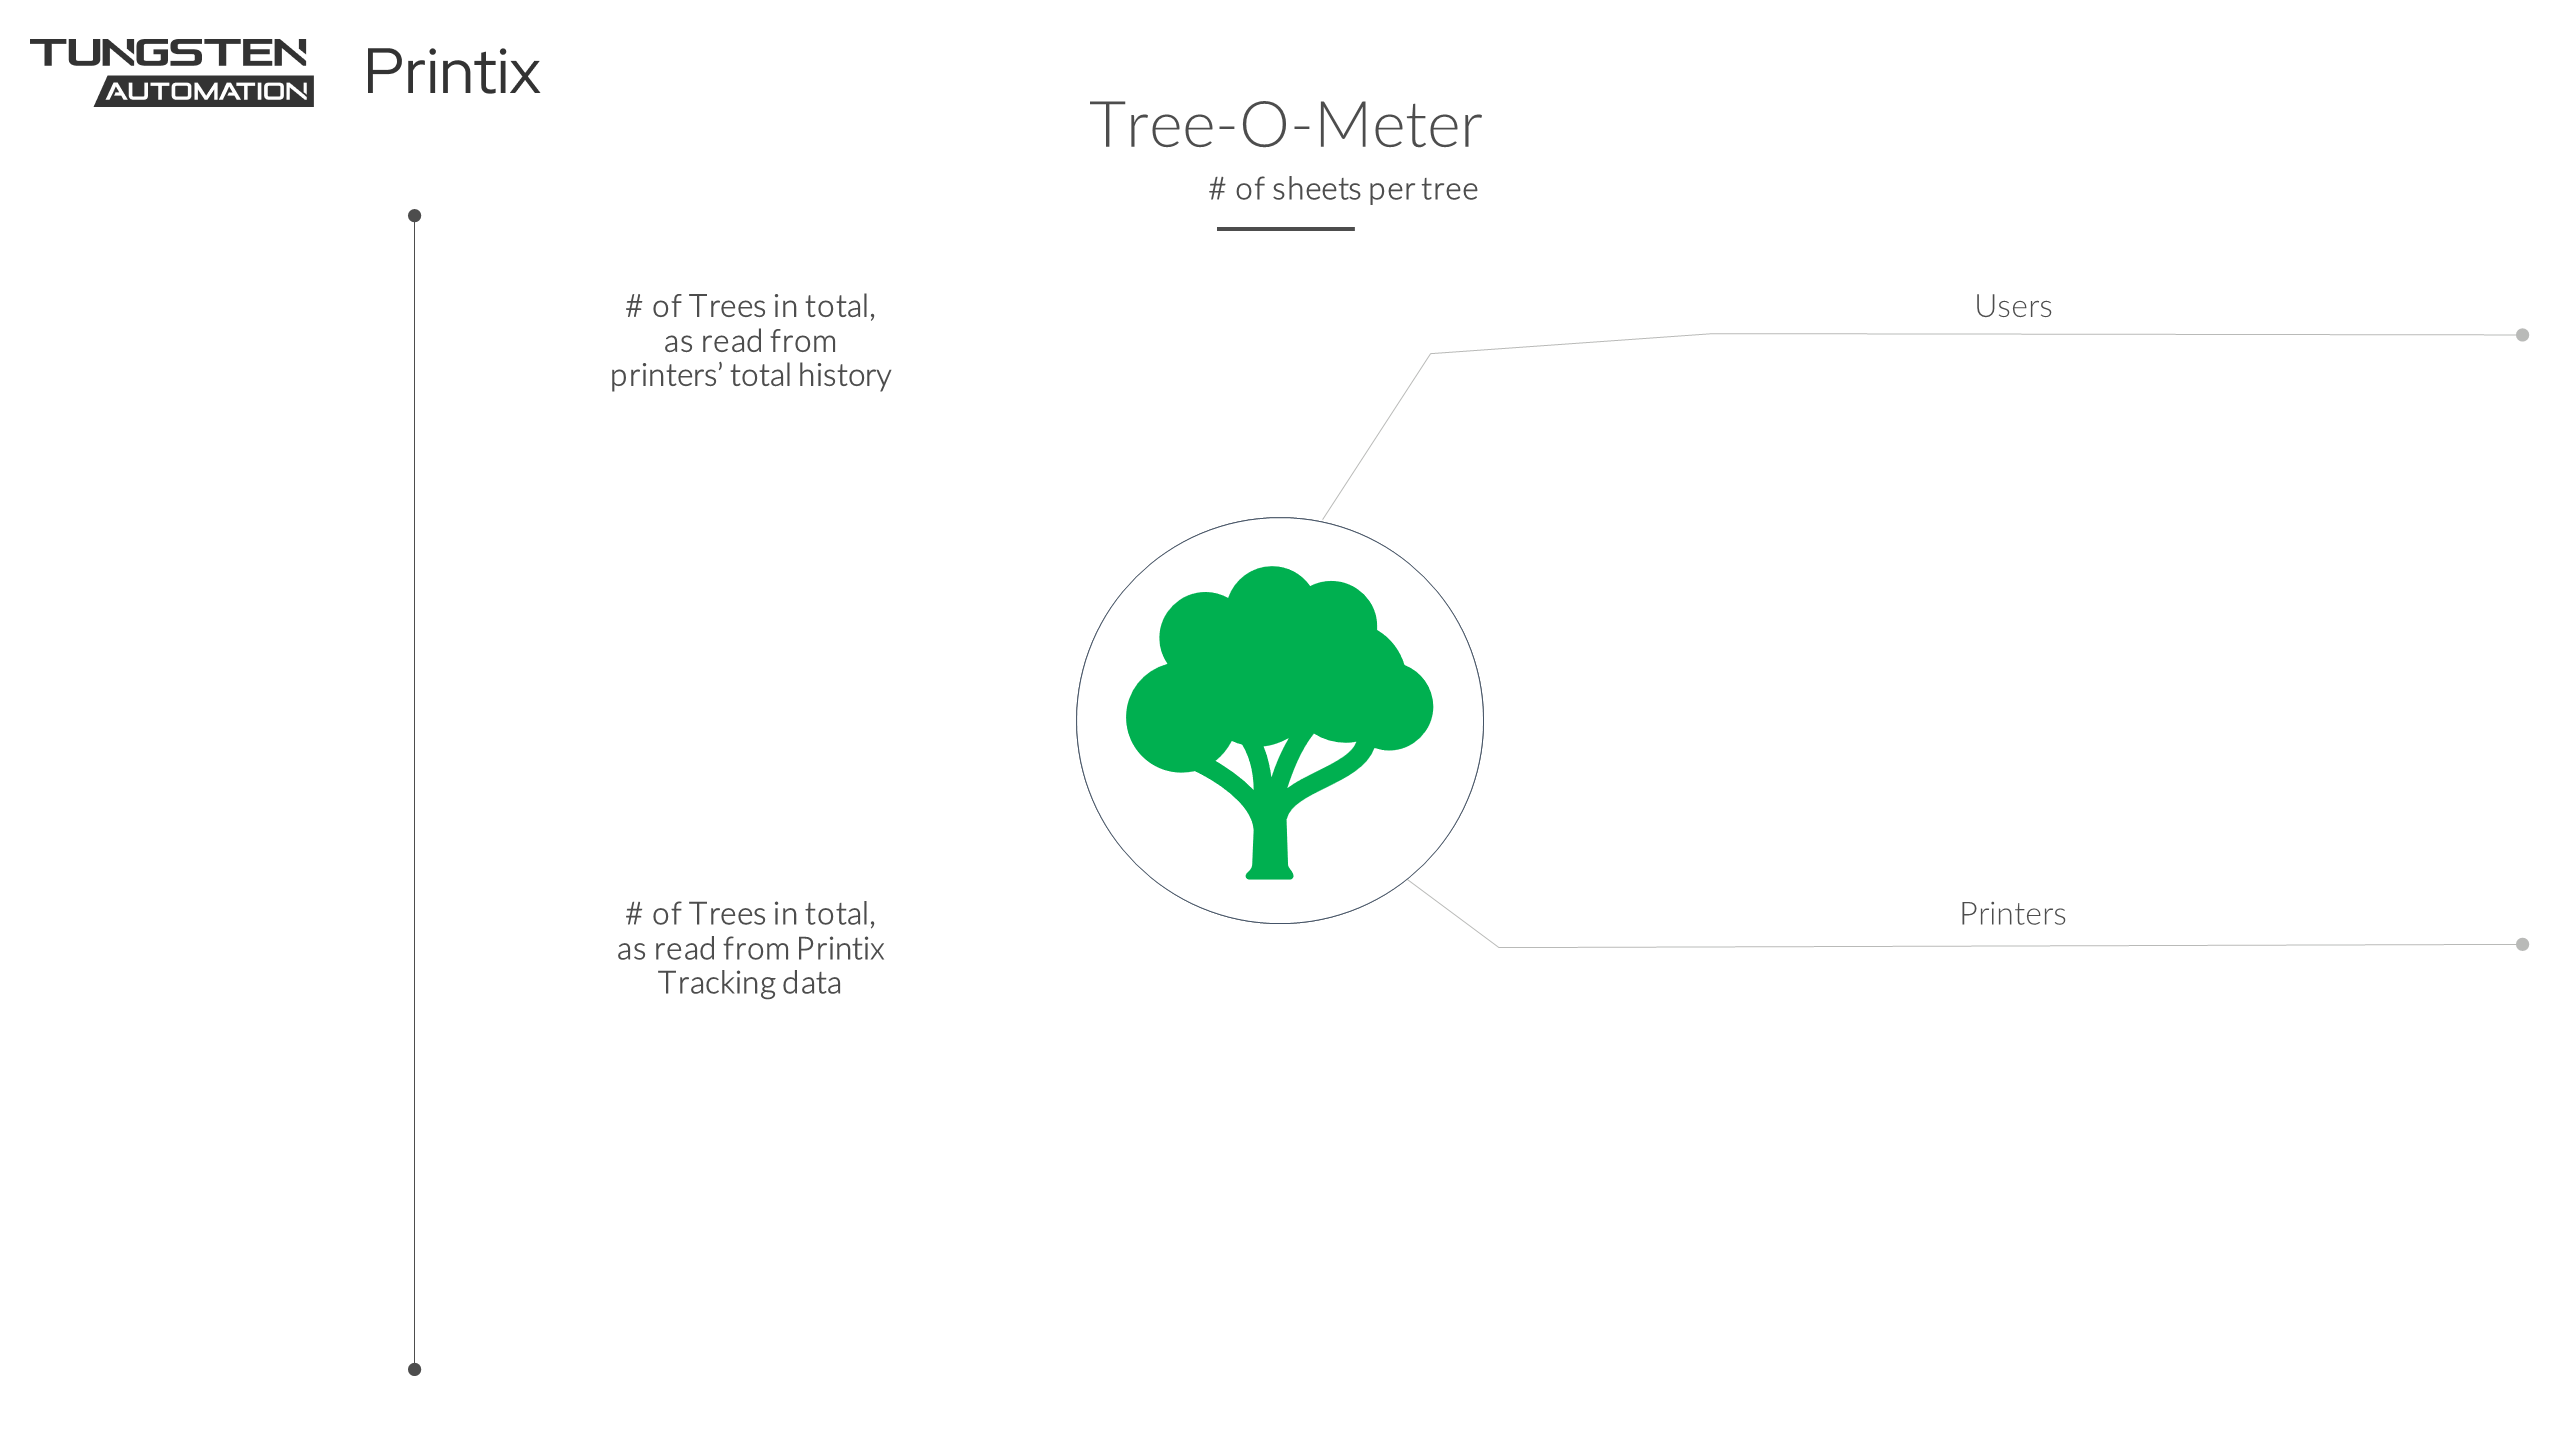 TUNGSTEN
AUTOMATION
Printix
Tree-O-Meter
# of sheets per tree
# of Trees in total,
as read from
printers’ total history
Users
# of Trees in total,
as read from Printix
Tracking data
Printers